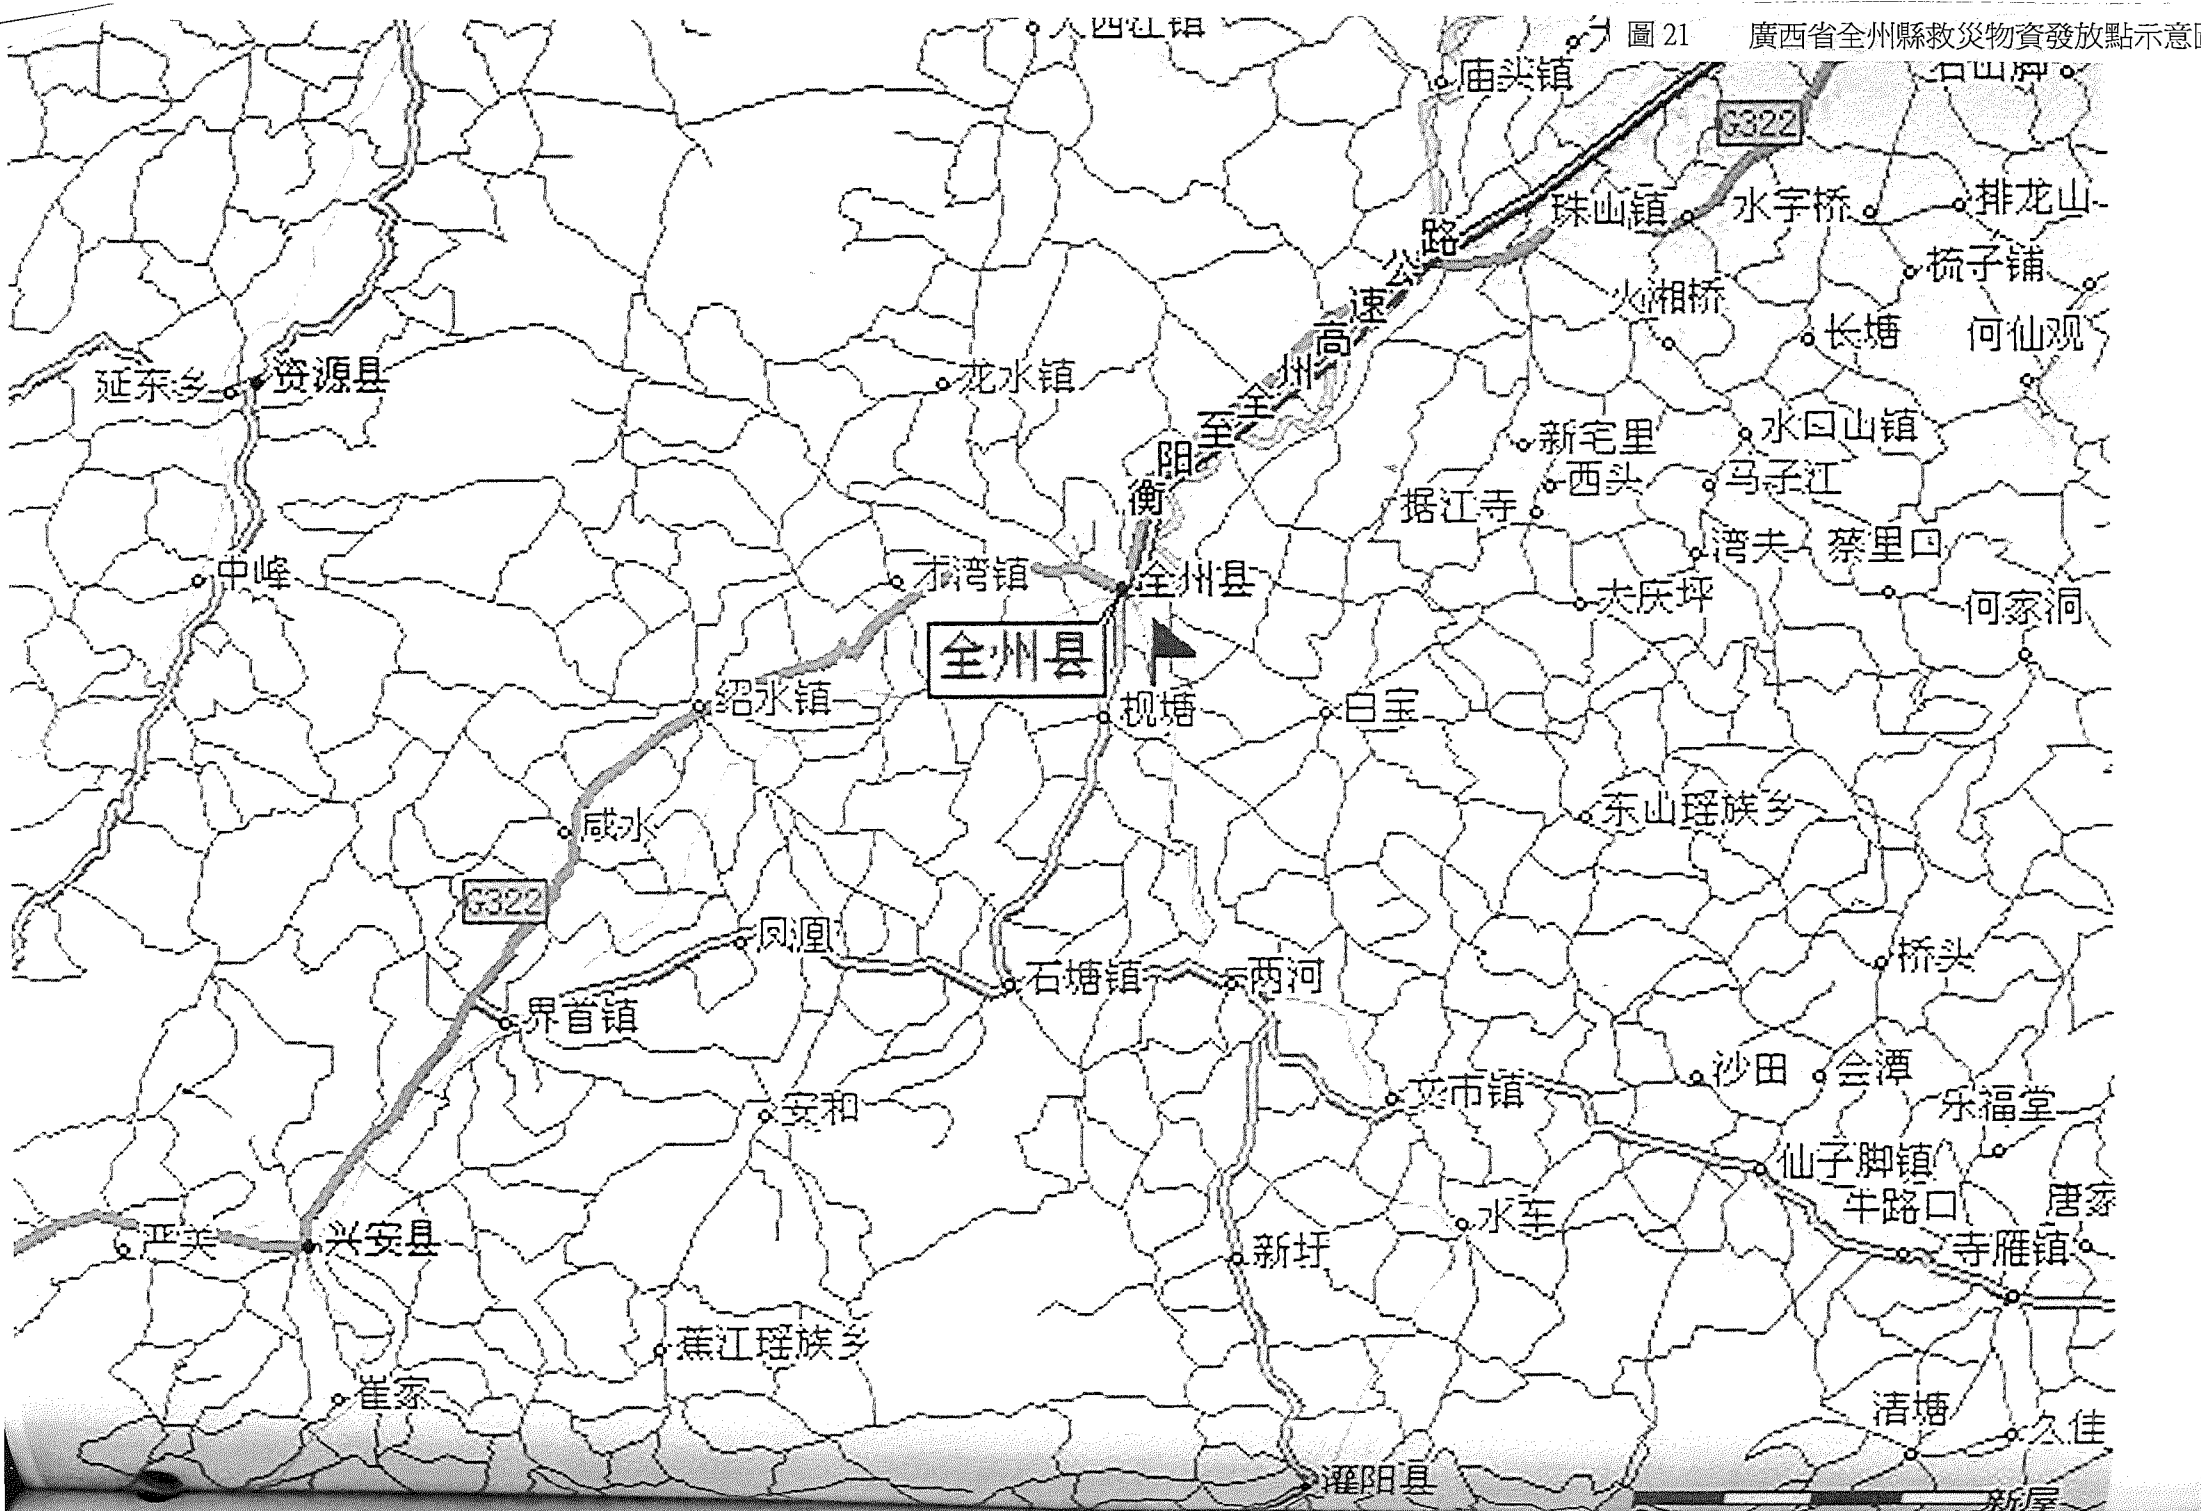 圖 21 廣西省全州縣救災物資發放點示意
庙头镇
G322
珠山镇
水字桥
排龙山
梳子铺
火湘桥
长塘
何仙观
衡阳至全州高速公路
延东乡
资源县
龙水镇
新宅里
水口山镇
西头
马子江
据江寺
湾夫
蔡里口
中峰
才湾镇
全州县
大庆坪
何家洞
全州县
绍水镇
枧塘
白宝
咸水
东山瑶族乡
G322
凤凰
石塘镇
两河
桥头
界首镇
沙田
会潭
安和
文市镇
乐福堂
仙子脚镇
牛路口
唐家
水车
严关
兴安县
新圩
寺雁镇
蕉江瑶族乡
崔家
清塘
久佳
灌阳县
新屋